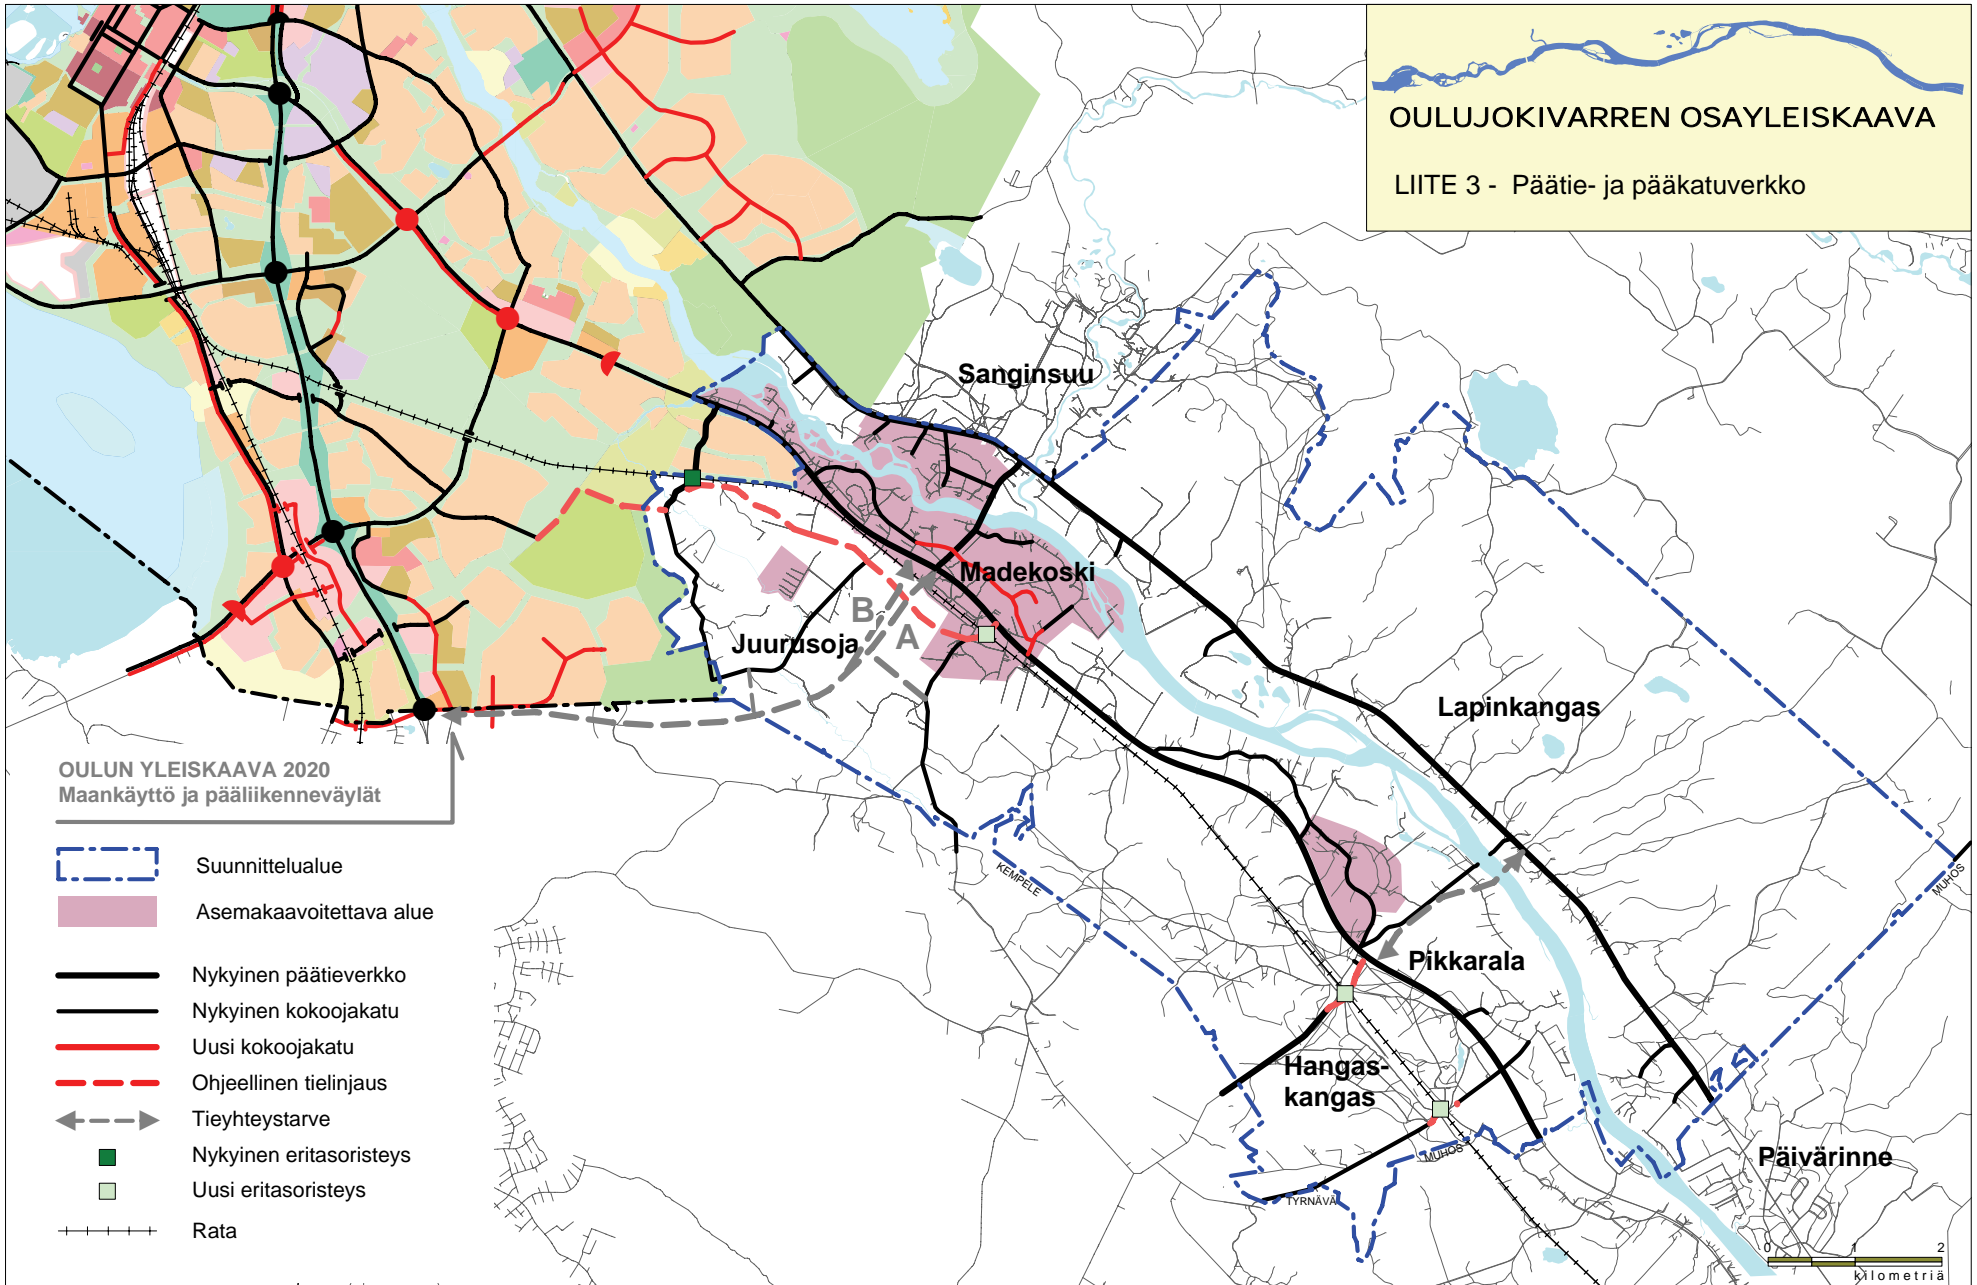 OULUJOKIVARREN OSAYLEISKAAVA
LIITE 3 - Päätie- ja pääkatuverkko
Sanginsuu
Madekoski
B
A
Juurusoja
Lapinkangas
Pikkarala
Hangas-
kangas
Päivärinne
KEMPELE
MUHOS
MUHOS
TYRNÄVÄ
OULUN YLEISKAAVA 2020
Maankäyttö ja pääliikenneväylät
Suunnittelualue
Asemakaavoitettava alue
Nykyinen päätieverkko
Nykyinen kokoojakatu
Uusi kokoojakatu
Ohjeellinen tielinjaus
Tieyhteystarve
Nykyinen eritasoristeys
Uusi eritasoristeys
Rata
0 1 2
kilometriä